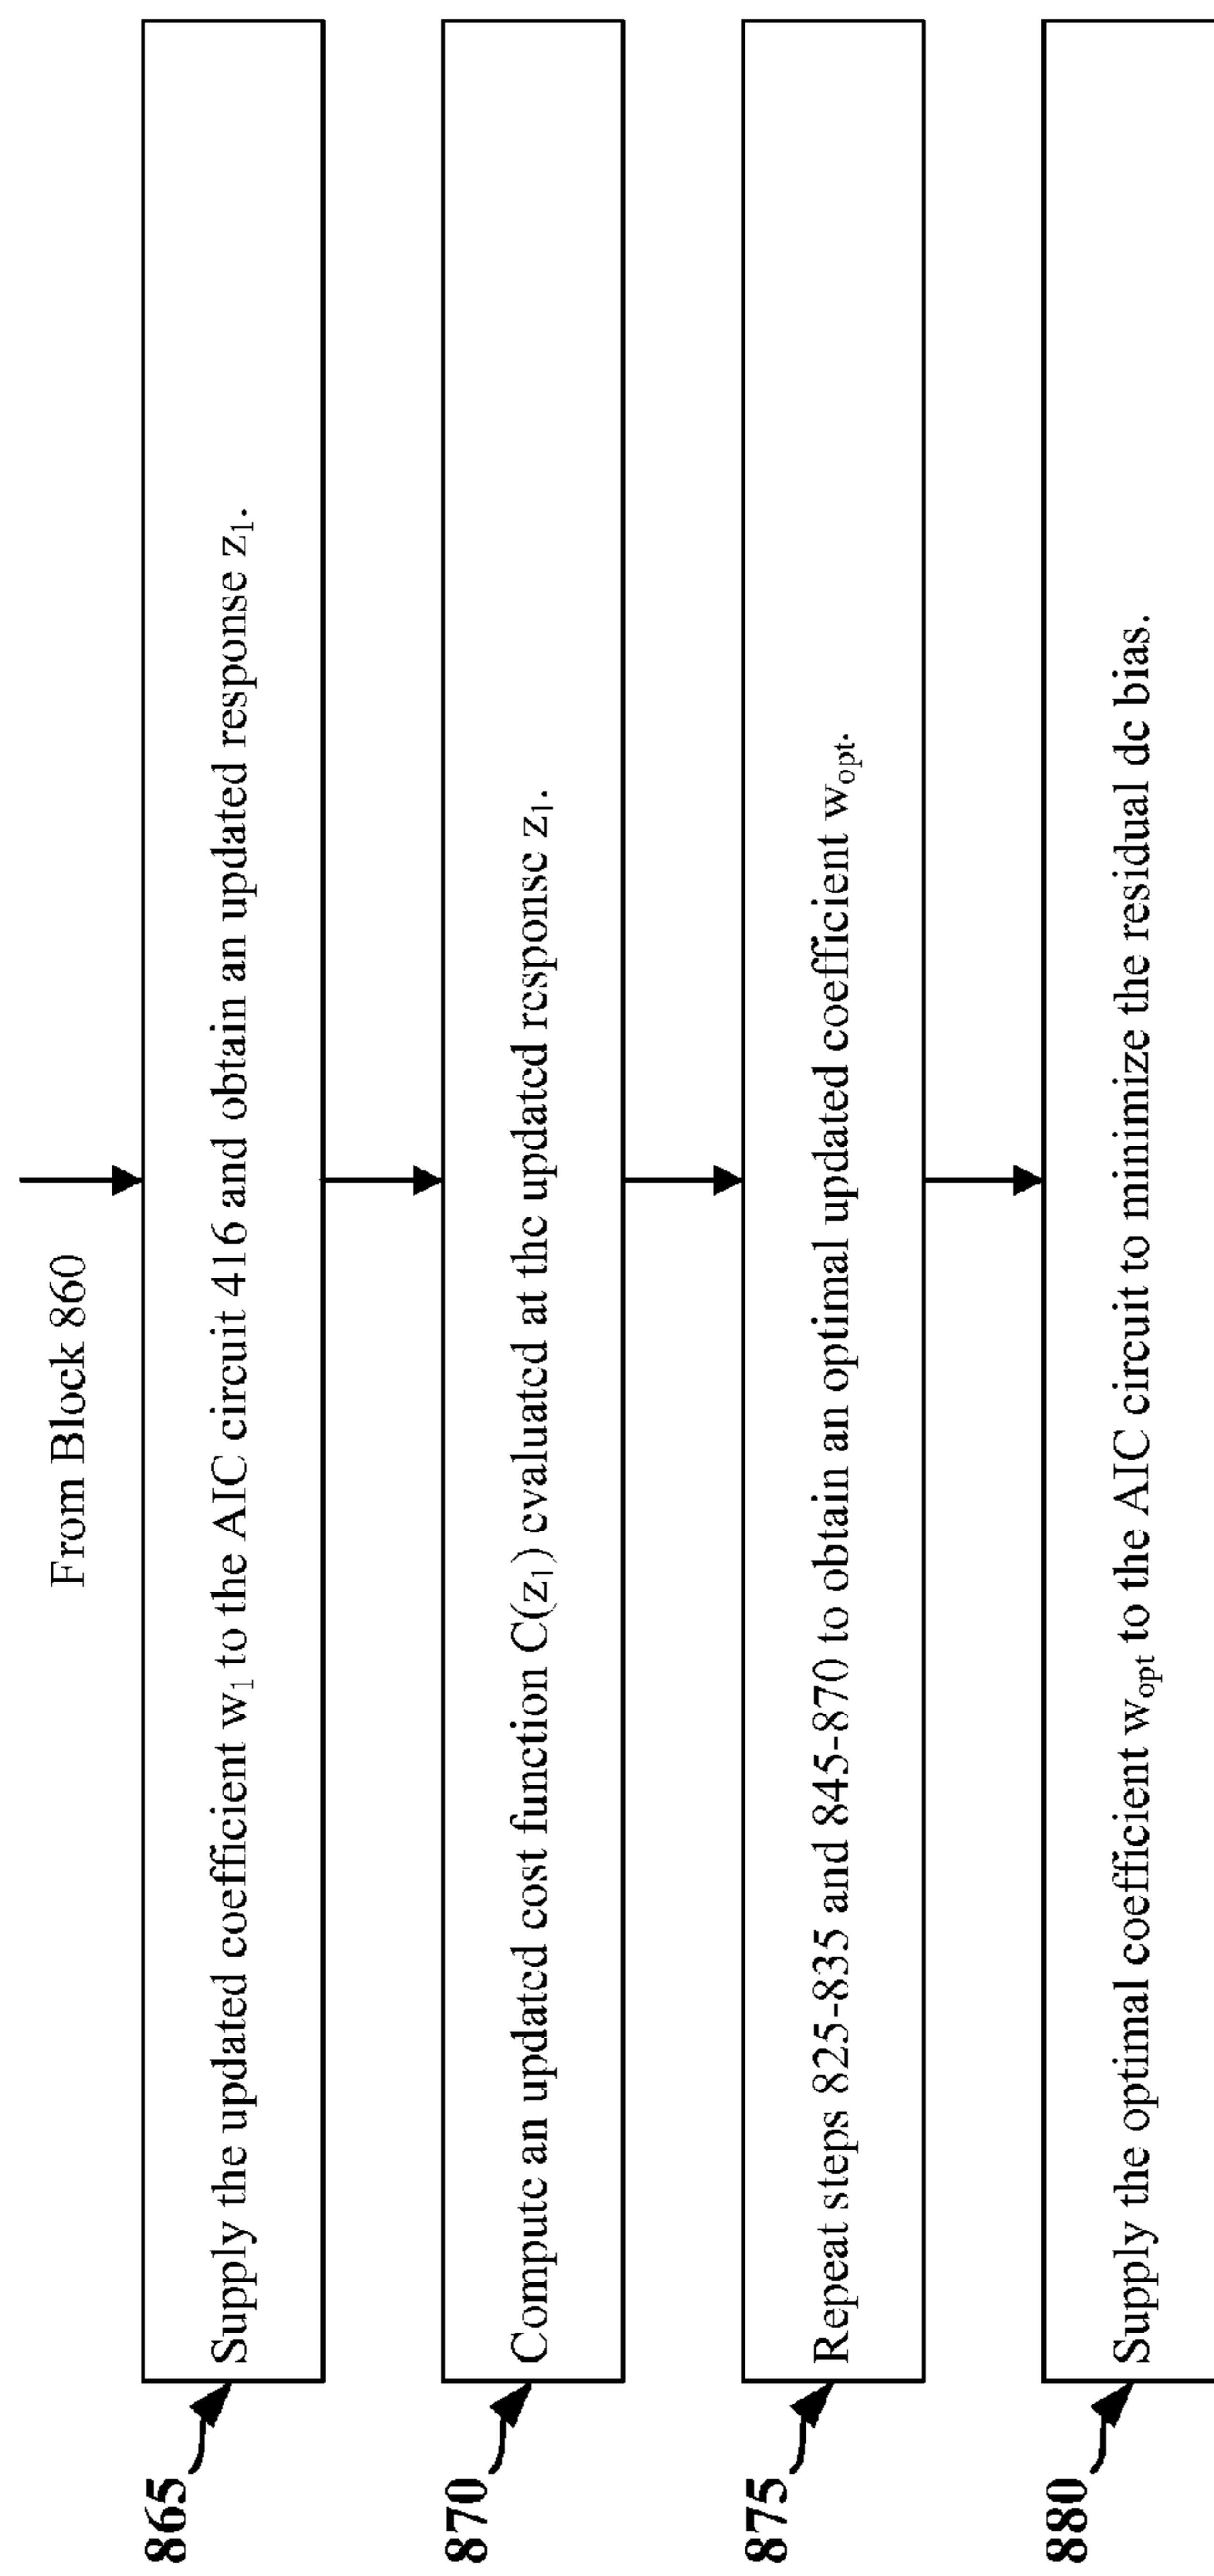 From Block 860
865
Supply the updated coefficient w₁ to the AIC circuit 416 and obtain an updated response z₁.
870
Compute an updated cost function C(z₁) evaluated at the updated response z₁.
875
Repeat steps 825-835 and 845-870 to obtain an optimal updated coefficient wₒₚₜ.
880
Supply the optimal coefficient wₒₚₜ to the AIC circuit to minimize the residual dc bias.